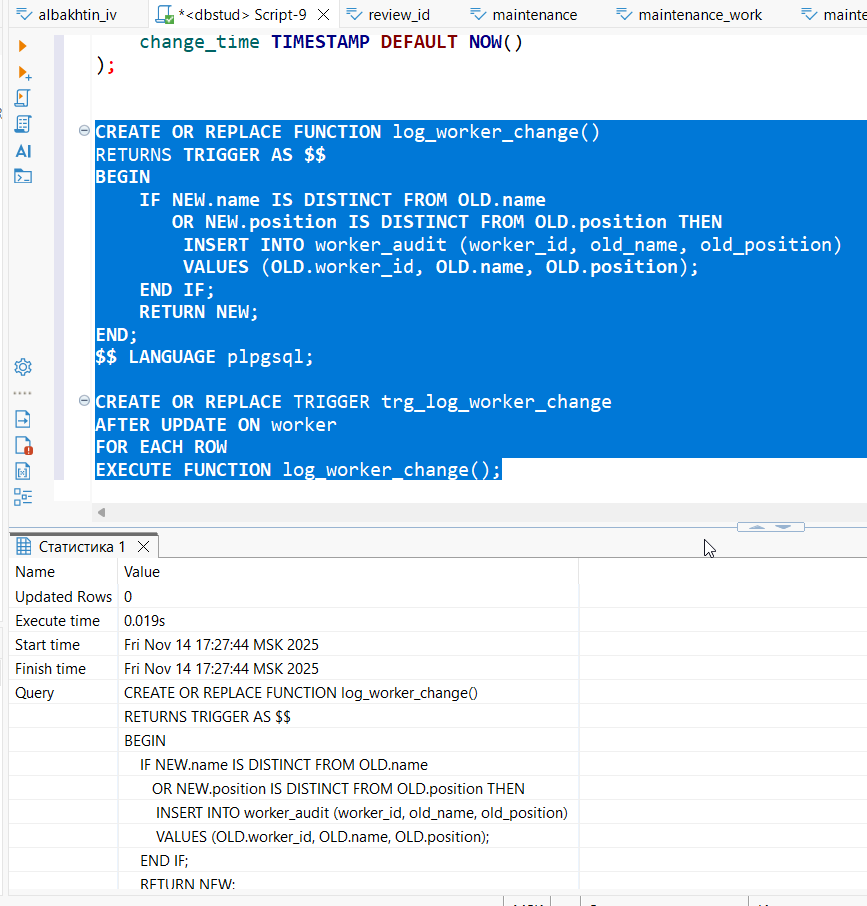 albakhtin_iv
*<dbstud> Script-9
review_id
maintenance
maintenance_work
mainte
change_time TIMESTAMP DEFAULT NOW()
);
CREATE OR REPLACE FUNCTION log_worker_change()
RETURNS TRIGGER AS $$
BEGIN
IF NEW.name IS DISTINCT FROM OLD.name
OR NEW.position IS DISTINCT FROM OLD.position THEN
INSERT INTO worker_audit (worker_id, old_name, old_position)
VALUES (OLD.worker_id, OLD.name, OLD.position);
END IF;
RETURN NEW;
END;
$$ LANGUAGE plpgsql;
CREATE OR REPLACE TRIGGER trg_log_worker_change
AFTER UPDATE ON worker
FOR EACH ROW
EXECUTE FUNCTION log_worker_change();
AI
Статистика 1
Name Value
Updated Rows 0
Execute time 0.019s
Start time Fri Nov 14 17:27:44 MSK 2025
Finish time Fri Nov 14 17:27:44 MSK 2025
Query CREATE OR REPLACE FUNCTION log_worker_change()
RETURNS TRIGGER AS $$
BEGIN
IF NEW.name IS DISTINCT FROM OLD.name
OR NEW.position IS DISTINCT FROM OLD.position THEN
INSERT INTO worker_audit (worker_id, old_name, old_position)
VALUES (OLD.worker_id, OLD.name, OLD.position);
END IF;
RETURN NEW;